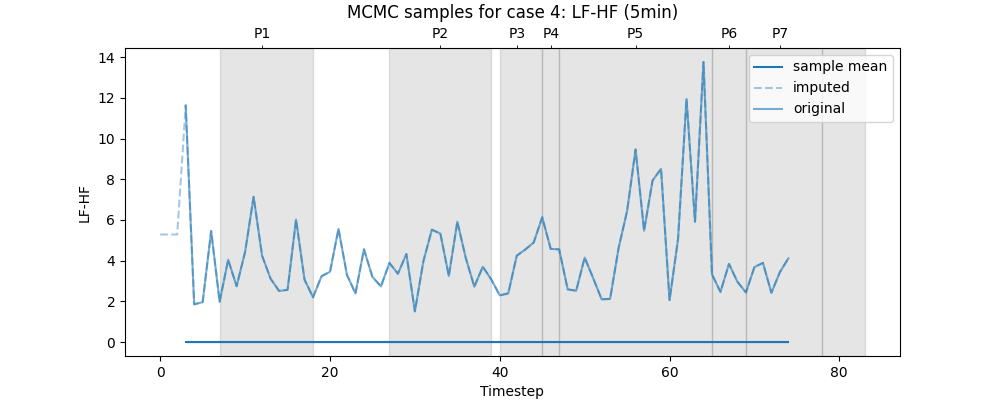 MCMC samples for case 4: LF-HF (5min)
P1 P2 P3 P4 P5 P6 P7
sample mean
imputed
original
14
12
10
8
6
4
2
0
LF-HF
0 20 40 60 80
Timestep